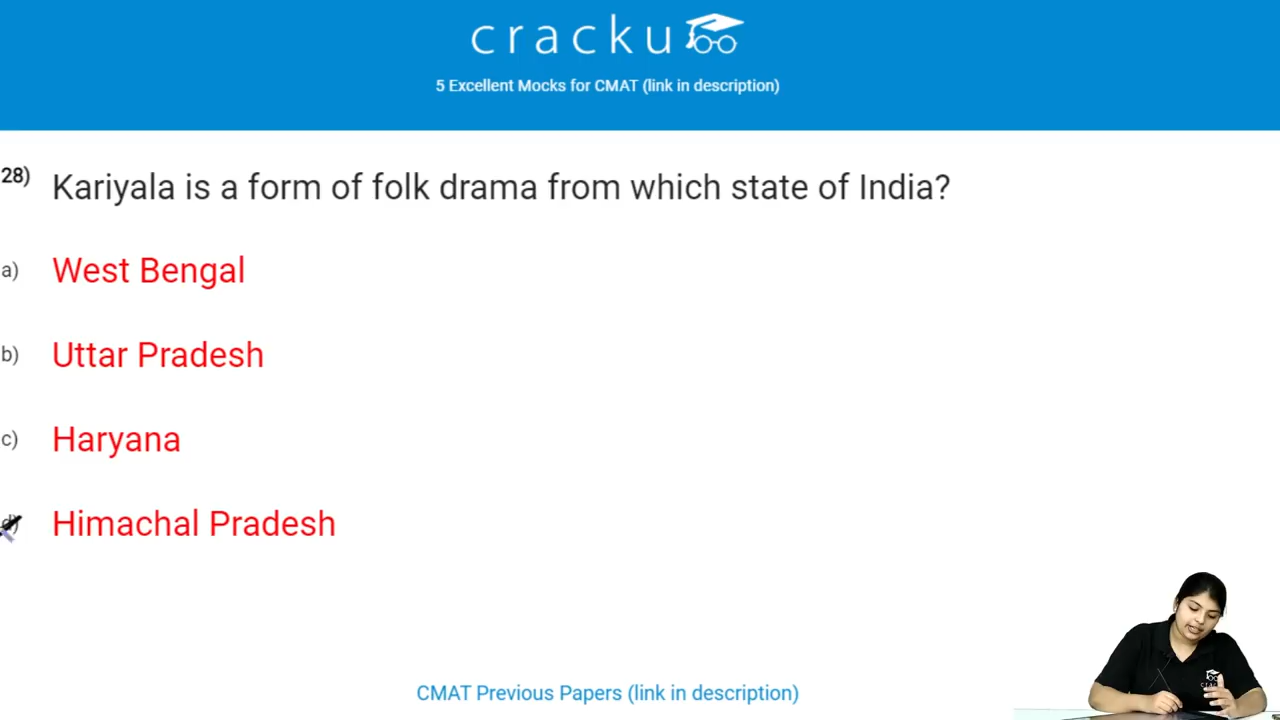 cracku
5 Excellent Mocks for CMAT (link in description)
28) Kariyala is a form of folk drama from which state of India?
a) West Bengal
b) Uttar Pradesh
c) Haryana
d) Himachal Pradesh
CMAT Previous Papers (link in description)